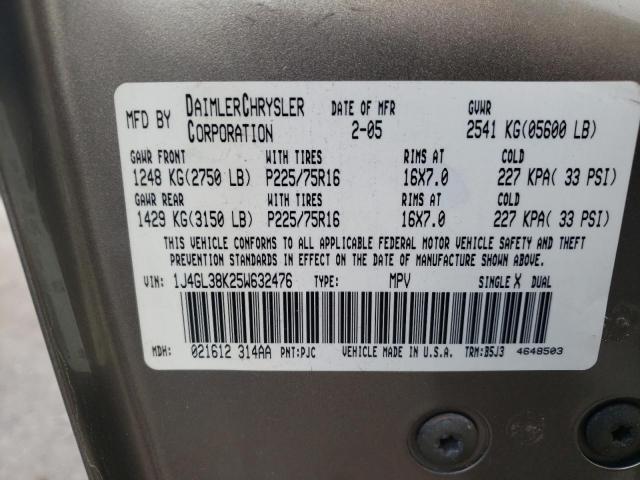 MFD BY DAIMLERCHRYSLER CORPORATION DATE OF MFR 2-05 GVWR 2541 KG(05600 LB)
GAWR FRONT WITH TIRES RIMS AT COLD
1248 KG(2750 LB) P225/75R16 16X7.0 227 KPA( 33 PSI)
GAWR REAR WITH TIRES RIMS AT COLD
1429 KG(3150 LB) P225/75R16 16X7.0 227 KPA( 33 PSI)
THIS VEHICLE CONFORMS TO ALL APPLICABLE FEDERAL MOTOR VEHICLE SAFETY AND THEFT
PREVENTION STANDARDS IN EFFECT ON THE DATE OF MANUFACTURE SHOWN ABOVE.
VIN: 1J4GL38K25W632476 TYPE: MPV SINGLE X DUAL
MDH: 021612 314AA PNT:PJC VEHICLE MADE IN U.S.A. TRM:B5J3 4648503